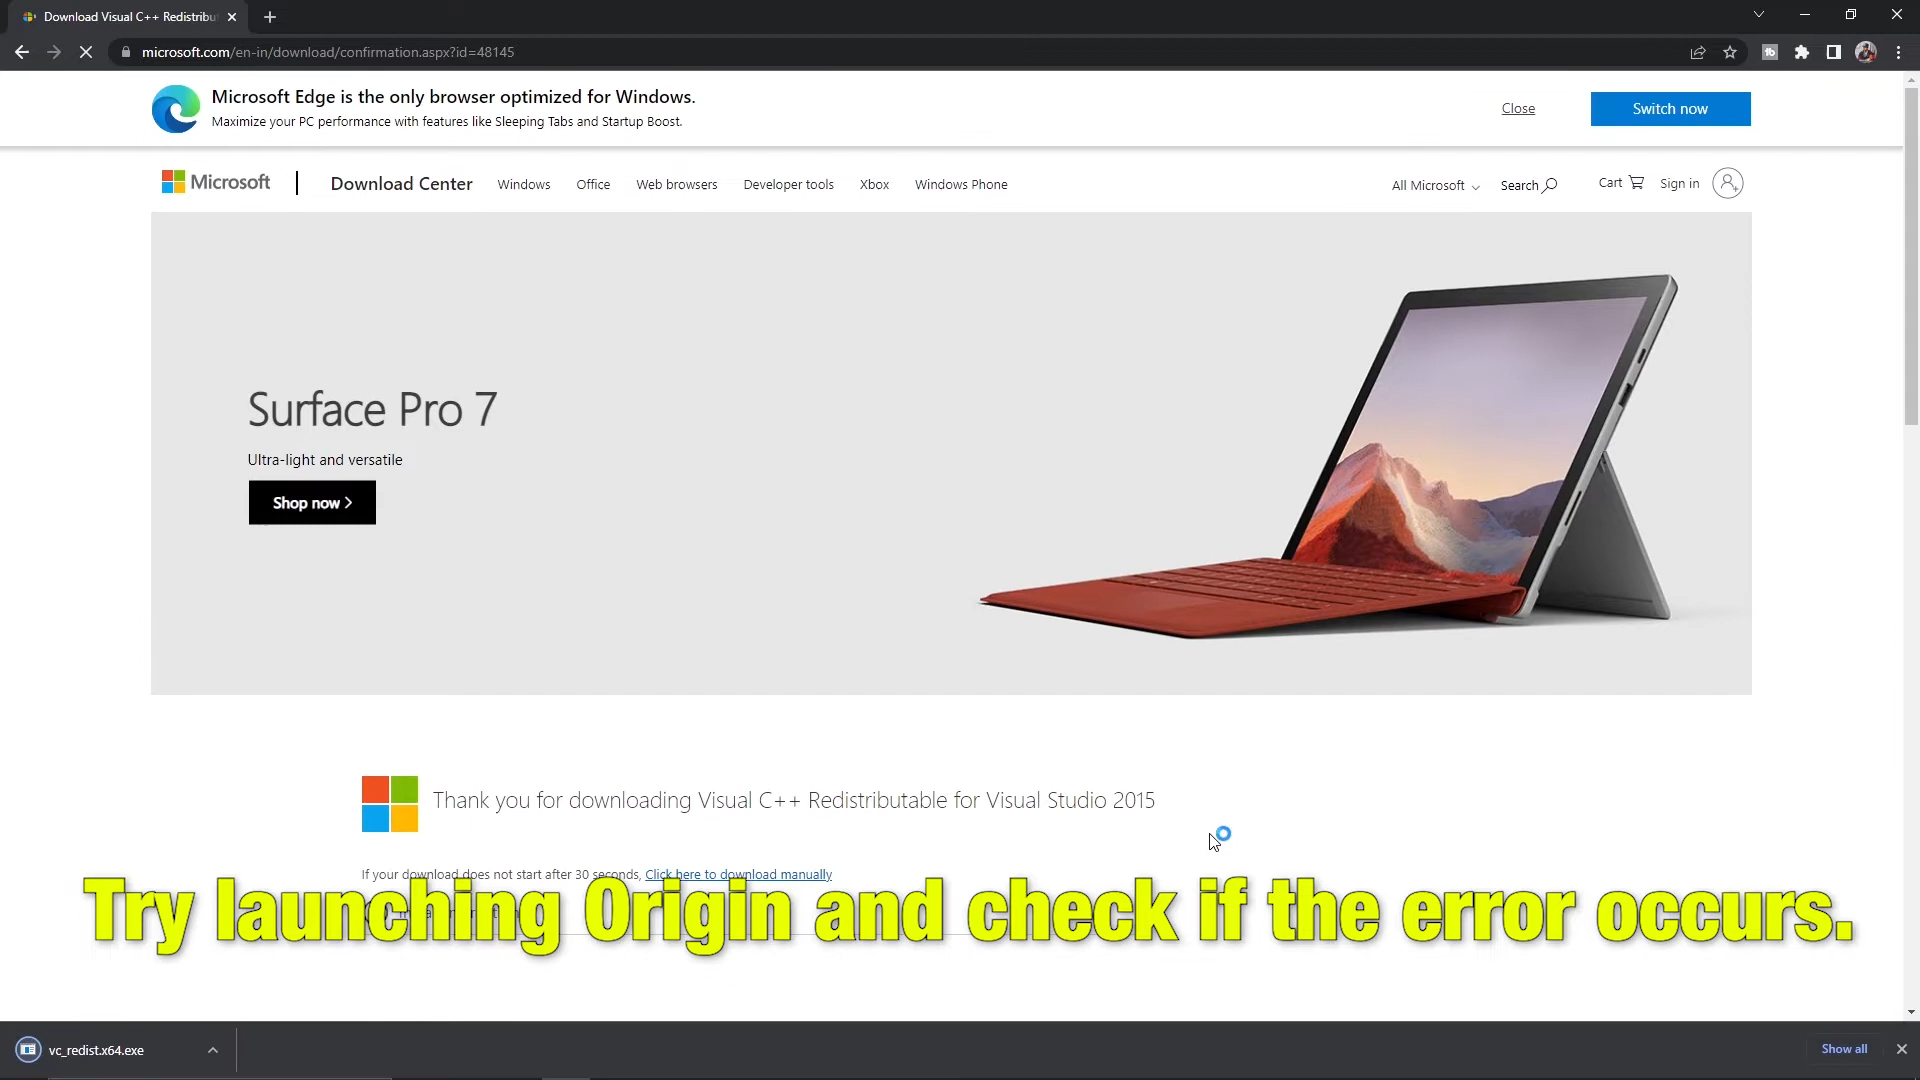 Download Visual C++ Redistribu
microsoft.com/en-in/download/confirmation.aspx?id=48145
Microsoft Edge is the only browser optimized for Windows.
Maximize your PC performance with features like Sleeping Tabs and Startup Boost.
Close
Switch now
Microsoft
Download Center
Windows
Office
Web browsers
Developer tools
Xbox
Windows Phone
All Microsoft
Search
Cart
Sign in
Surface Pro 7
Ultra-light and versatile
Shop now
Thank you for downloading Visual C++ Redistributable for Visual Studio 2015
If your download does not start after 30 seconds, Click here to download manually
Try launching Origin and check if the error occurs.
vc_redist.x64.exe
Show all